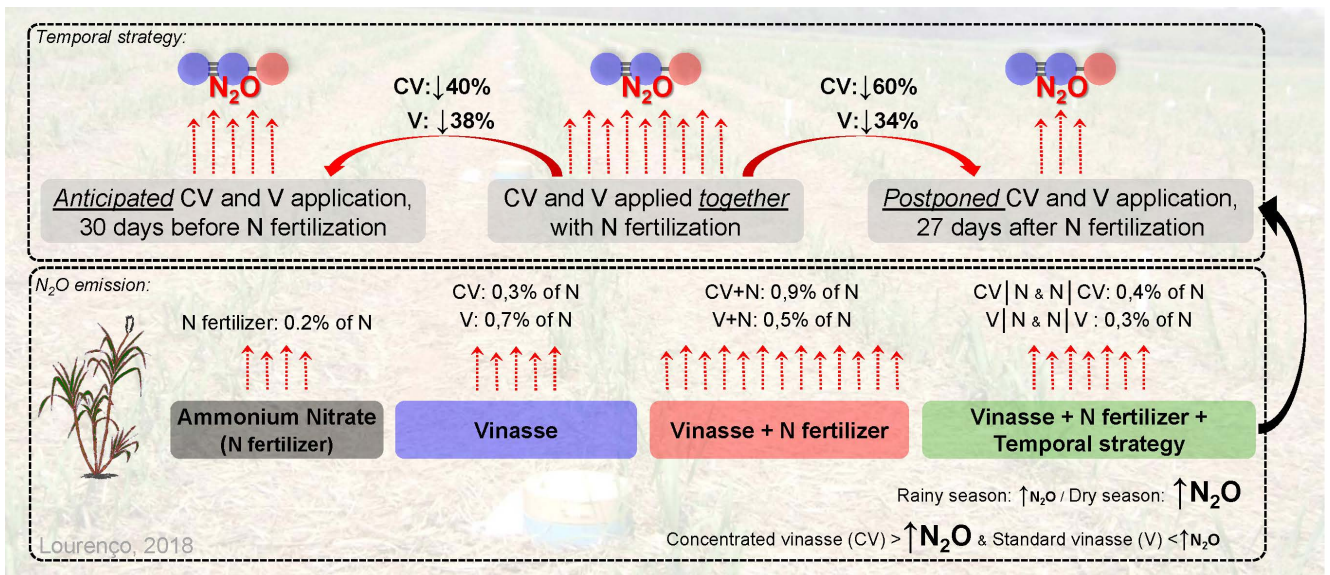 Temporal strategy:
N₂O
CV:↓40%
V: ↓38%
N₂O
CV:↓60%
V:↓34%
N₂O
Anticipated CV and V application,
30 days before N fertilization
CV and V applied together
with N fertilization
Postponed CV and V application,
27 days after N fertilization
N₂O emission:
N fertilizer: 0.2% of N
CV: 0,3% of N
V: 0,7% of N
CV+N: 0,9% of N
V+N: 0,5% of N
CV|N & N|CV: 0,4% of N
V|N & N|V : 0,3% of N
Ammonium Nitrate
(N fertilizer)
Vinasse
Vinasse + N fertilizer
Vinasse + N fertilizer +
Temporal strategy
Rainy season: ↑N₂O / Dry season: ↑N₂O
Concentrated vinasse (CV) > ↑N₂O & Standard vinasse (V) <↑N₂O
Lourenço, 2018